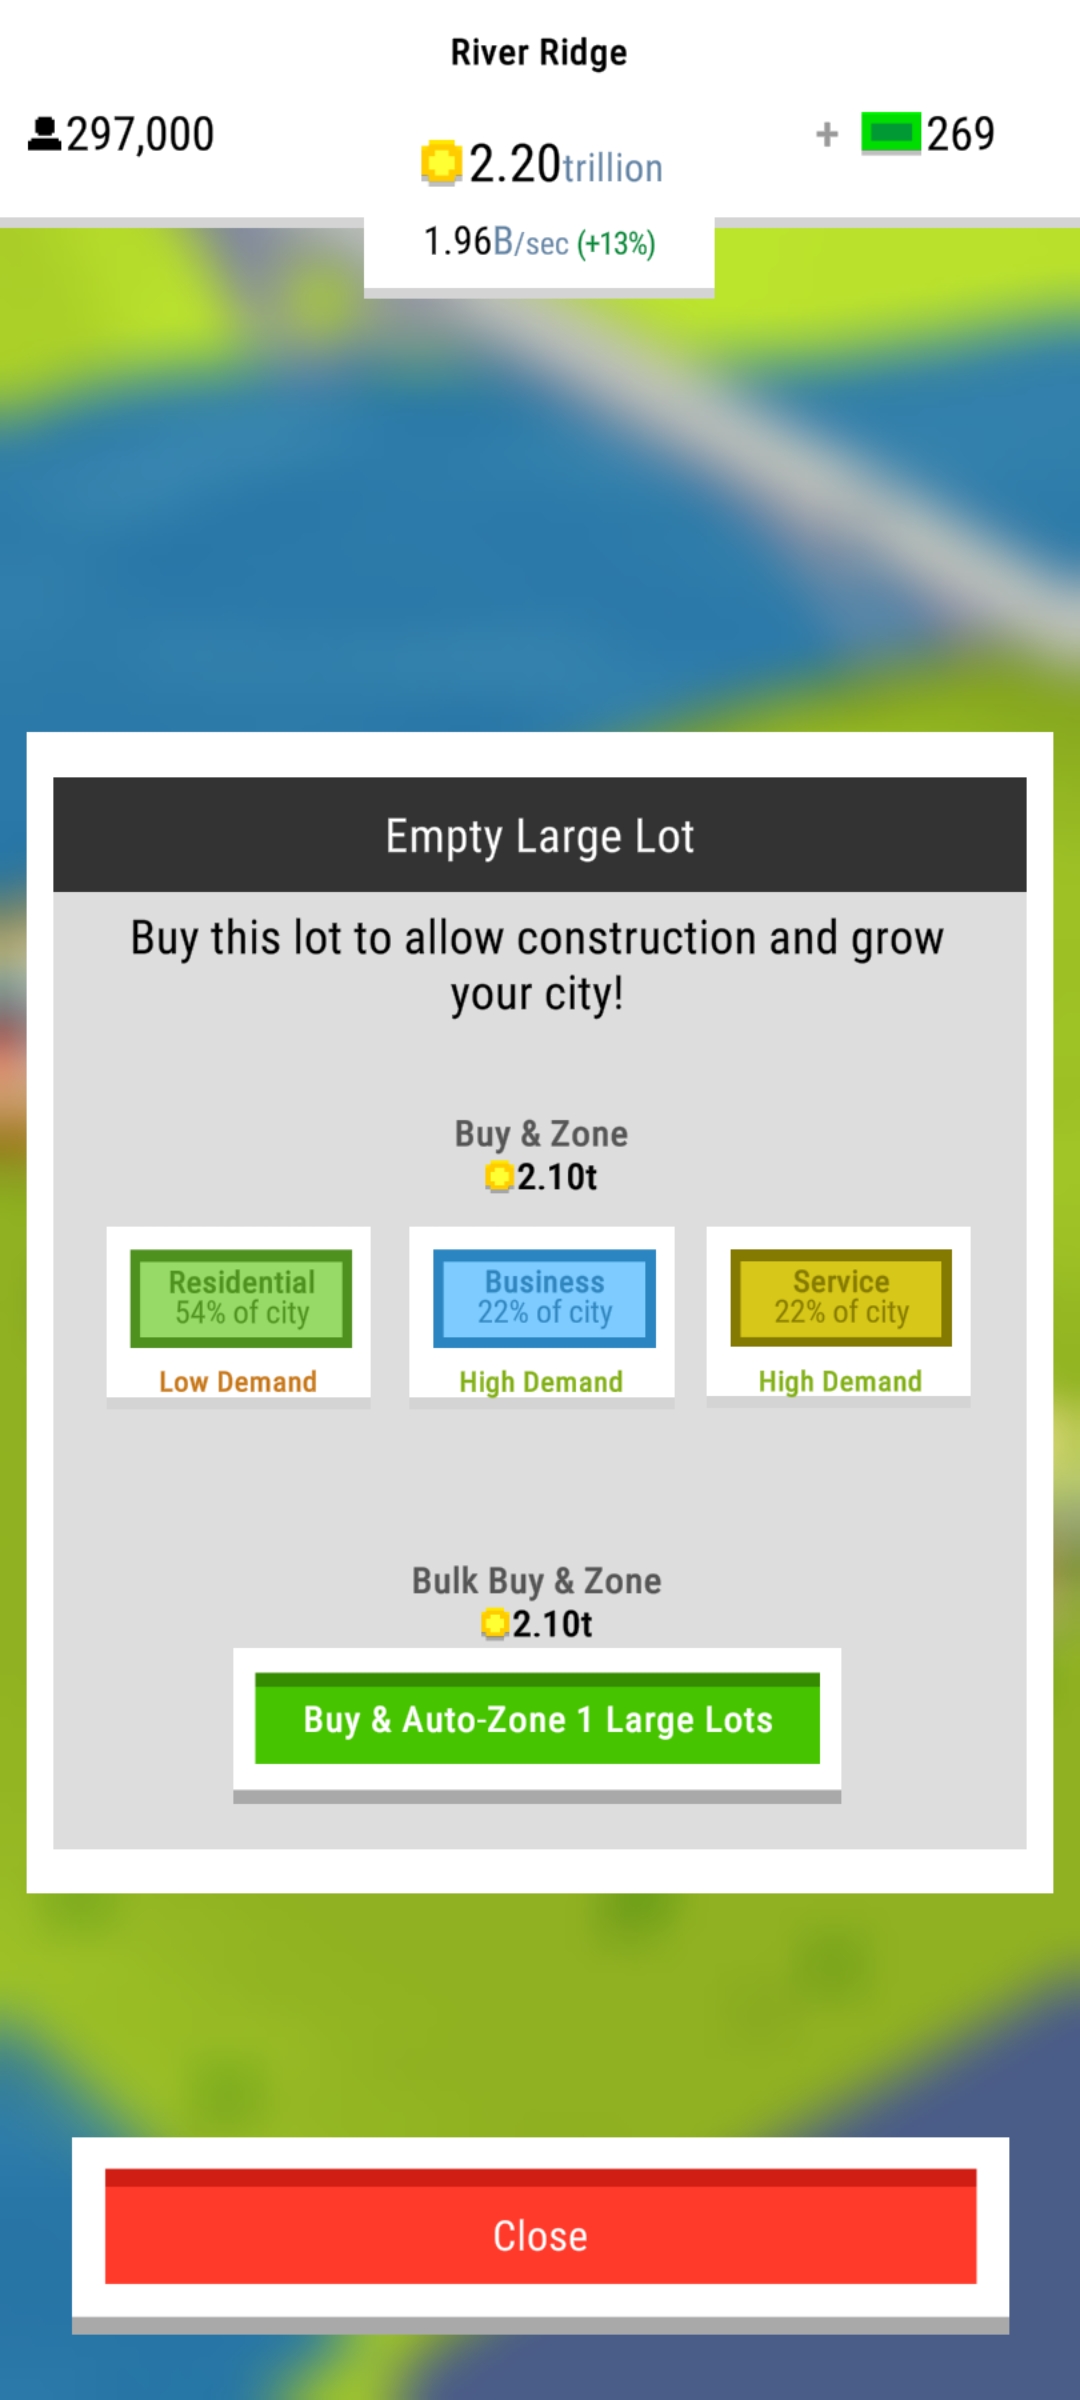 River Ridge
297,000
2.20trillion
+ 269
1.96B/sec (+13%)
Empty Large Lot
Buy this lot to allow construction and grow
your city!
Buy & Zone
2.10t
Residential
54% of city
Low Demand
Business
22% of city
High Demand
Service
22% of city
High Demand
Bulk Buy & Zone
2.10t
Buy & Auto-Zone 1 Large Lots
Close